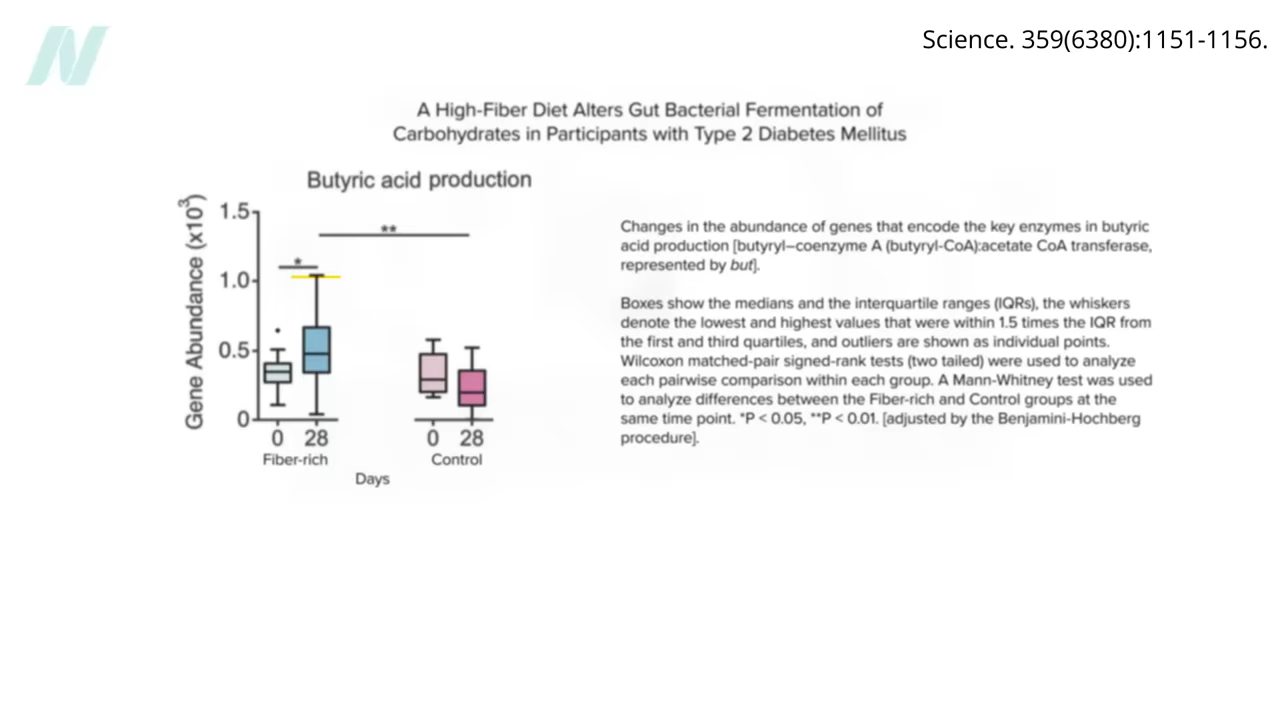 Science. 359(6380):1151-1156.
A High-Fiber Diet Alters Gut Bacterial Fermentation of
Carbohydrates in Participants with Type 2 Diabetes Mellitus
Butyric acid production
Gene Abundance (x10³)
1.5
1.0
0.5
0
**
*
0 28
Fiber-rich
0 28
Control
Days
Changes in the abundance of genes that encode the key enzymes in butyric
acid production [butyryl–coenzyme A (butyryl-CoA):acetate CoA transferase,
represented by but].
Boxes show the medians and the interquartile ranges (IQRs), the whiskers
denote the lowest and highest values that were within 1.5 times the IQR from
the first and third quartiles, and outliers are shown as individual points.
Wilcoxon matched-pair signed-rank tests (two tailed) were used to analyze
each pairwise comparison within each group. A Mann-Whitney test was used
to analyze differences between the Fiber-rich and Control groups at the
same time point. *P < 0.05, **P < 0.01. [adjusted by the Benjamini-Hochberg
procedure].